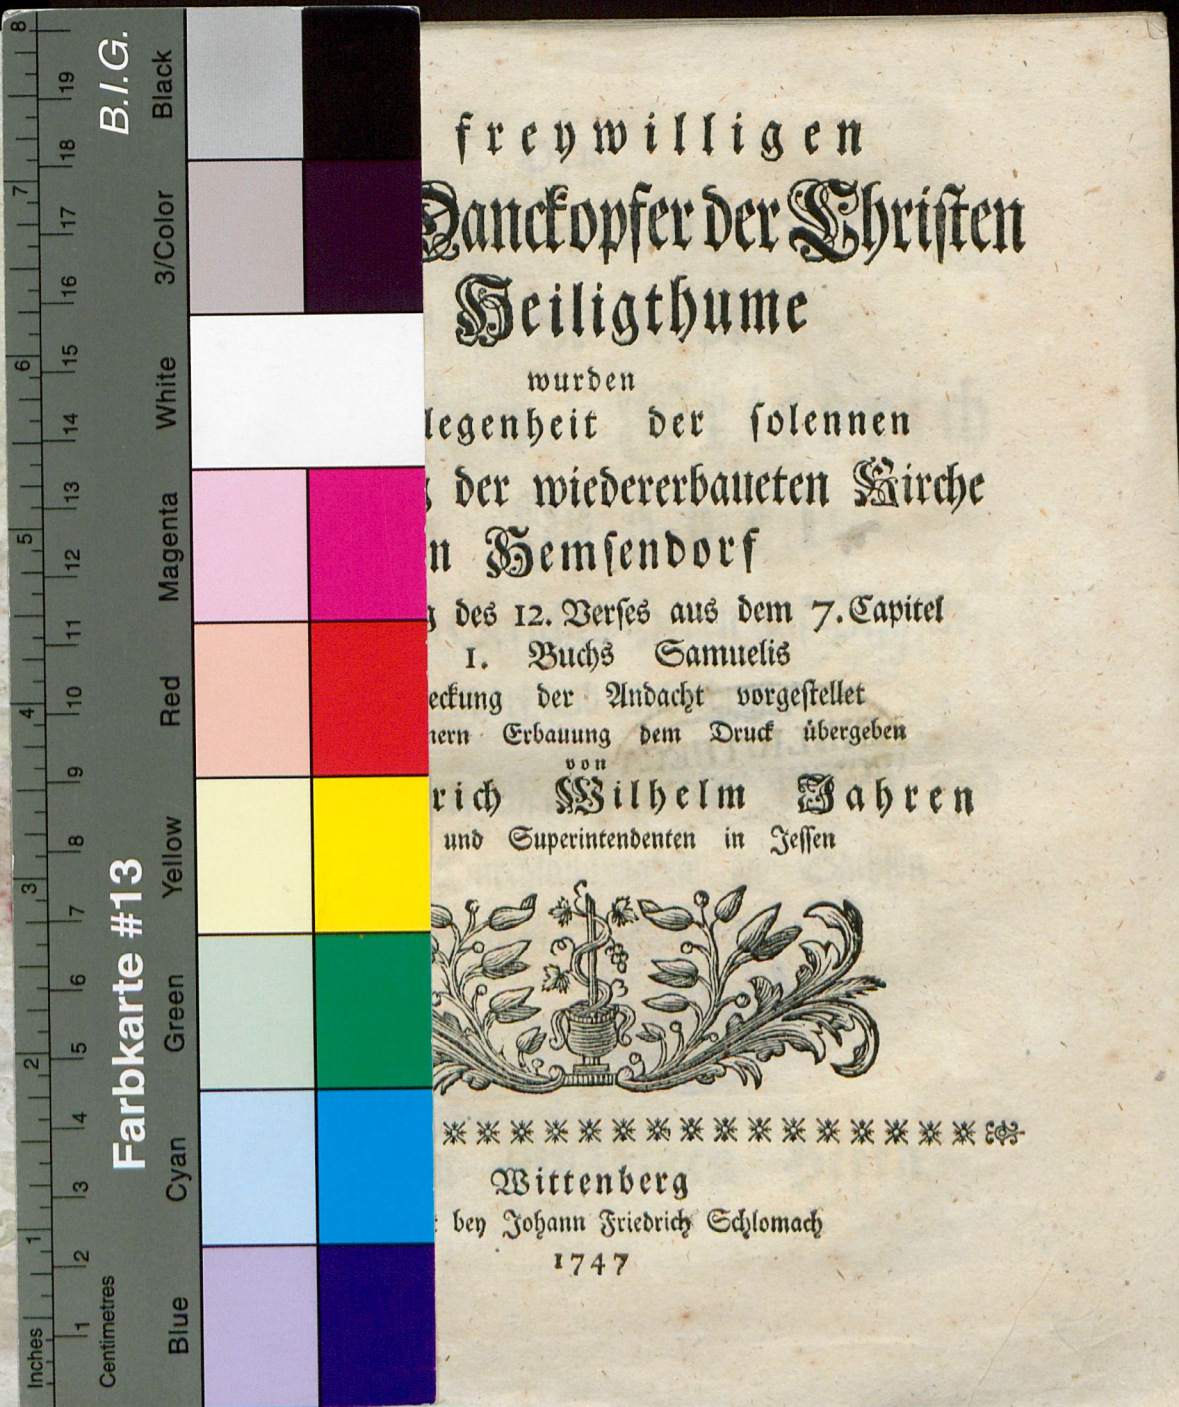 freywilligen
Danckopfer der Christen
Heiligthume
wurden
legenheit der solennen
der wiedererbaueten Kirche
n Hemsendorf
des 12. Verses aus dem 7. Capitel
1. Buchs Samuelis
eckung der Andacht vorgestellet
nern Erbauung dem Druck übergeben
von
rich Wilhelm Jahren
und Superintendenten in Jessen
Wittenberg
bey Johann Friedrich Schlomach
1747
Farbkarte #13
B.I.G.
Blue Cyan Green Yellow Red Magenta White 3/Color Black
Centimetres
1 2 3 4 5 6 7 8 9 10 11 12 13 14 15 16 17 18 19
Inches
1 2 3 4 5 6 7 8